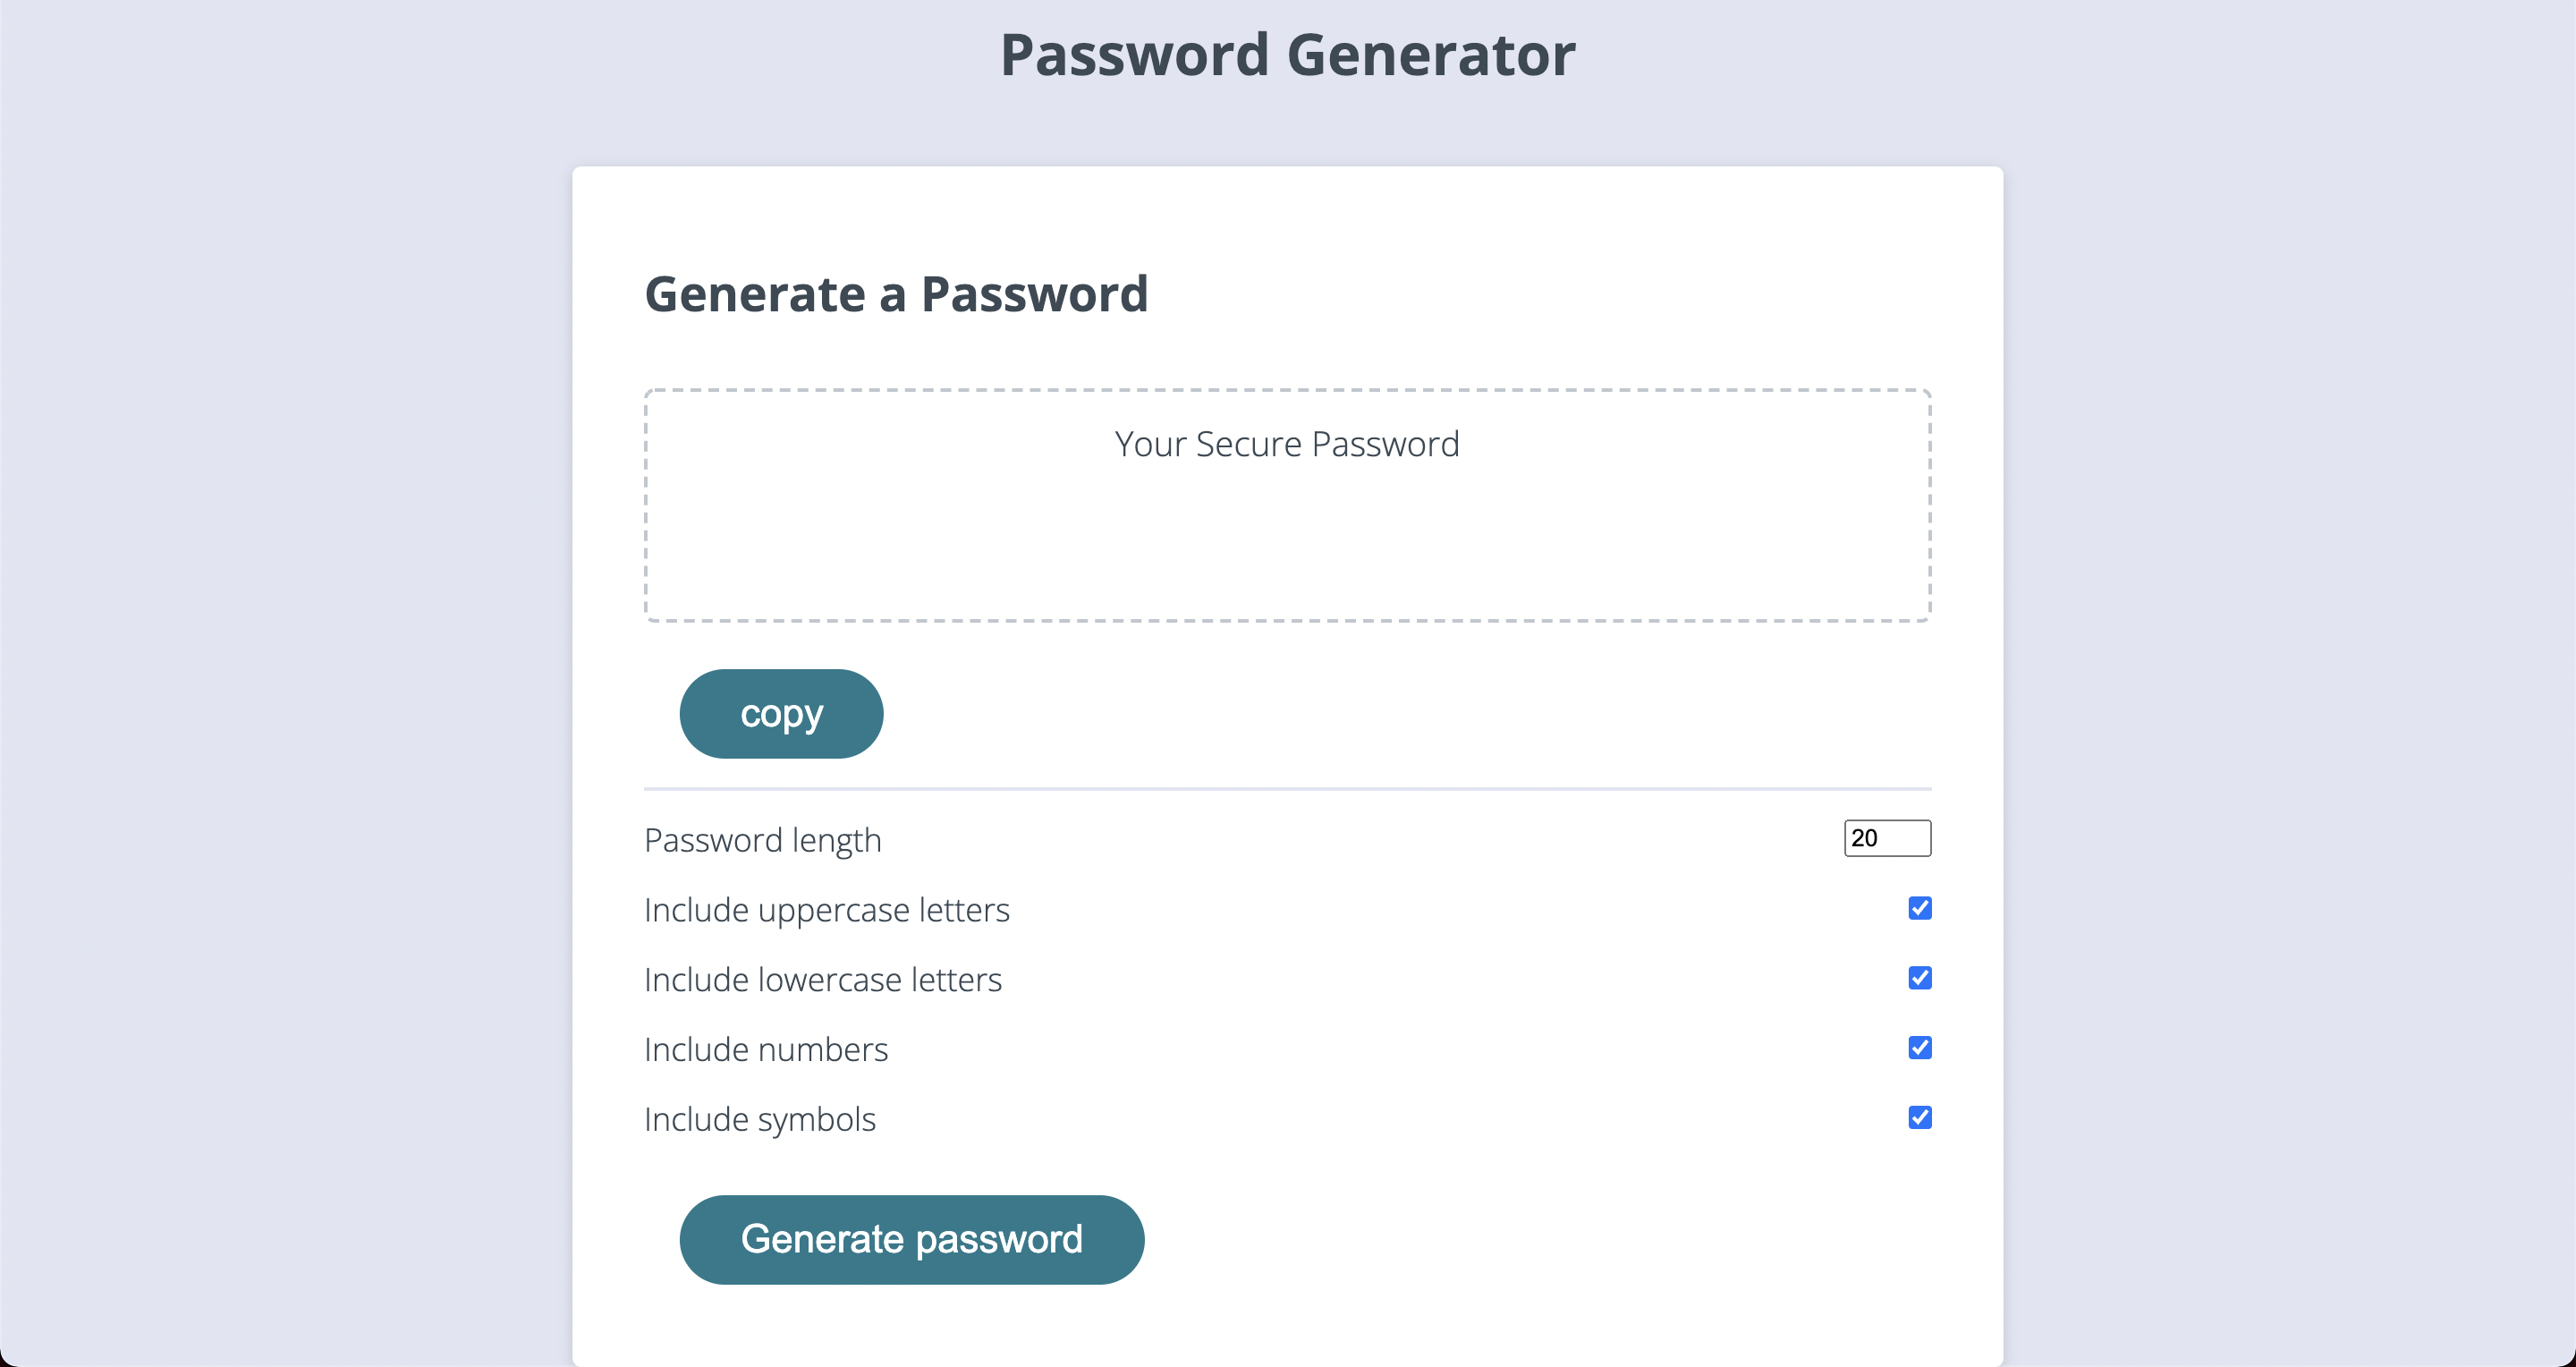 Password Generator
Generate a Password
Your Secure Password
copy
Password length
20
Include uppercase letters
Include lowercase letters
Include numbers
Include symbols
Generate password